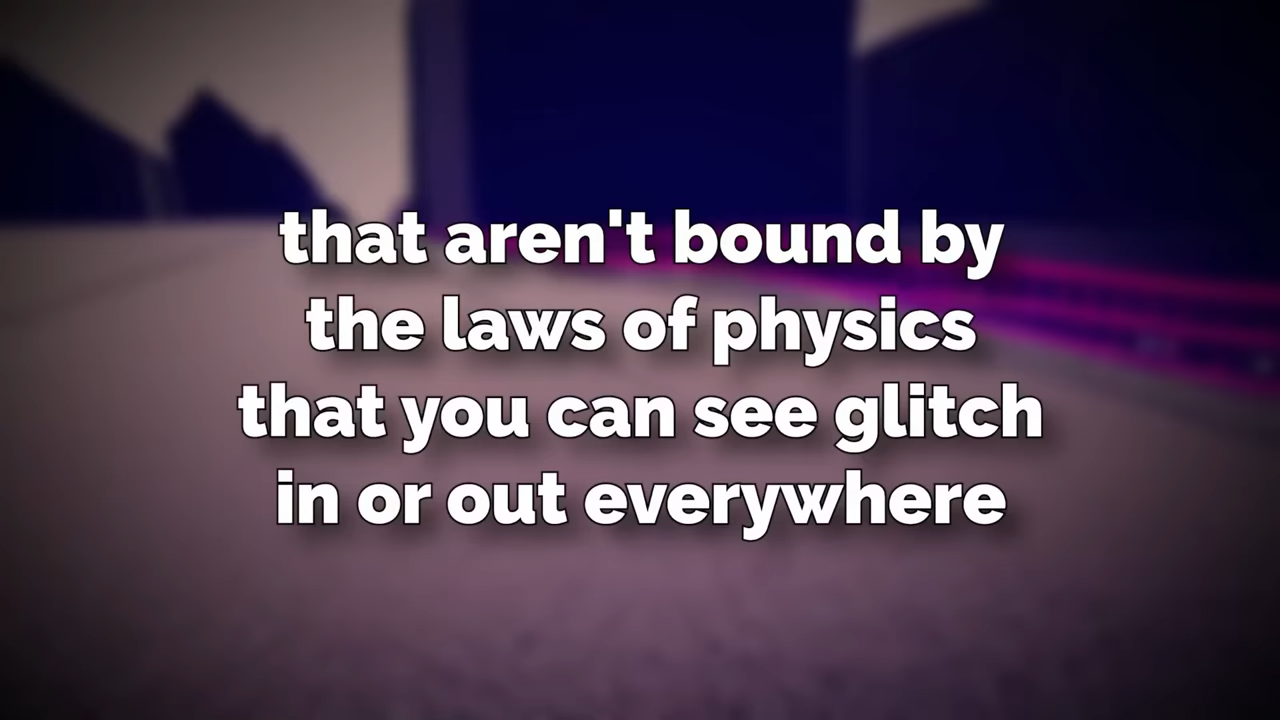 that aren't bound by
the laws of physics
that you can see glitch
in or out everywhere